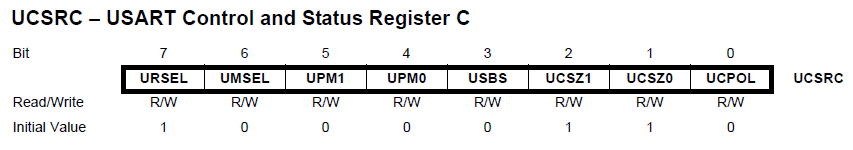 UCSRC – USART Control and Status Register C
Bit 7 6 5 4 3 2 1 0
URSEL UMSEL UPM1 UPM0 USBS UCSZ1 UCSZ0 UCPOL UCSRC
Read/Write R/W R/W R/W R/W R/W R/W R/W R/W
Initial Value 1 0 0 0 0 1 1 0